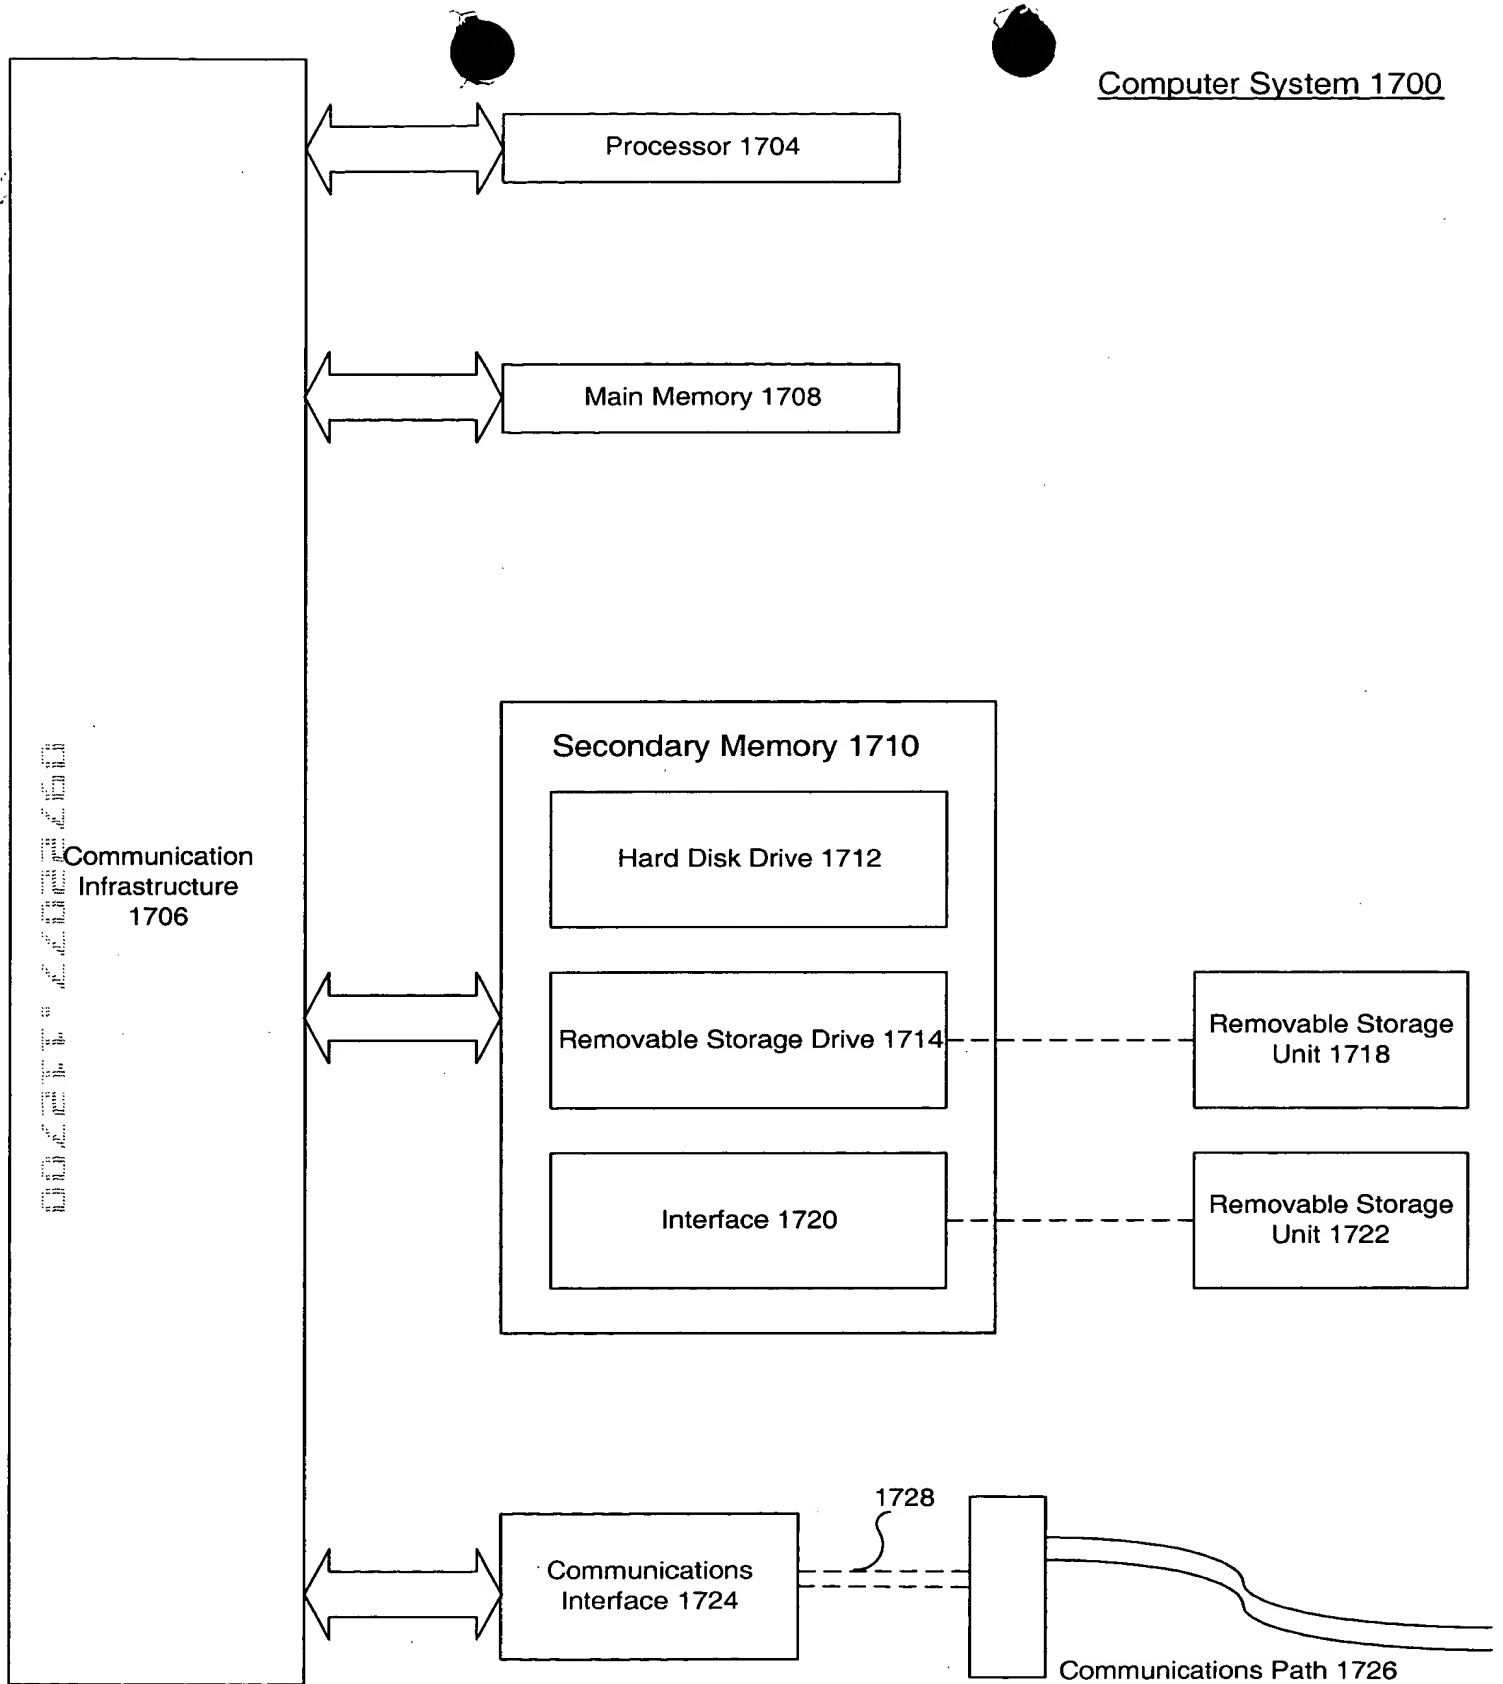 Computer System 1700
Processor 1704
Main Memory 1708
Secondary Memory 1710
Hard Disk Drive 1712
Communication
Infrastructure
1706
Removable Storage Drive 1714
Removable Storage
Unit 1718
Interface 1720
Removable Storage
Unit 1722
1728
Communications
Interface 1724
Communications Path 1726